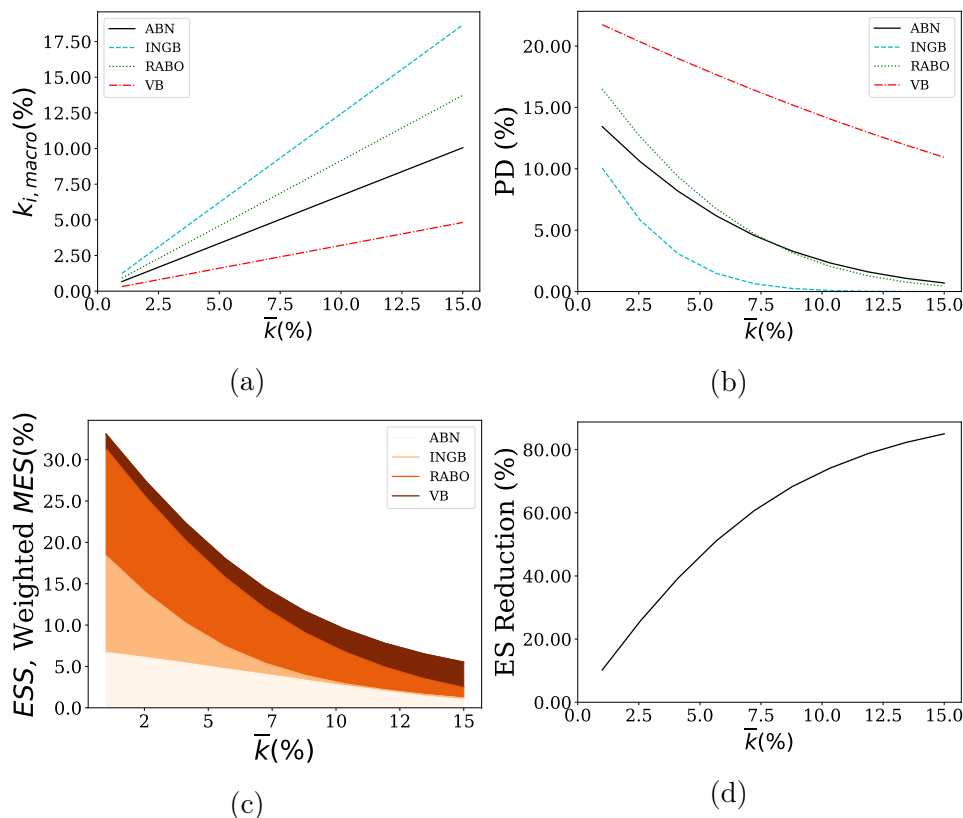 k_{i,macro}(%)
17.50
15.00
12.50
10.00
7.50
5.00
2.50
0.00
0.0 2.5 5.0 7.5 10.0 12.5 15.0
k̅(%)
ABN
INGB
RABO
VB
(a)
PD (%)
20.00
15.00
10.00
5.00
0.00
0.0 2.5 5.0 7.5 10.0 12.5 15.0
k̅(%)
ABN
INGB
RABO
VB
(b)
ESS, Weighted MES(%)
30.0
25.0
20.0
15.0
10.0
5.0
0.0
2 5 7 10 12 15
k̅(%)
ABN
INGB
RABO
VB
(c)
ES Reduction (%)
80.00
60.00
40.00
20.00
0.00
0.0 2.5 5.0 7.5 10.0 12.5 15.0
k̅(%)
(d)